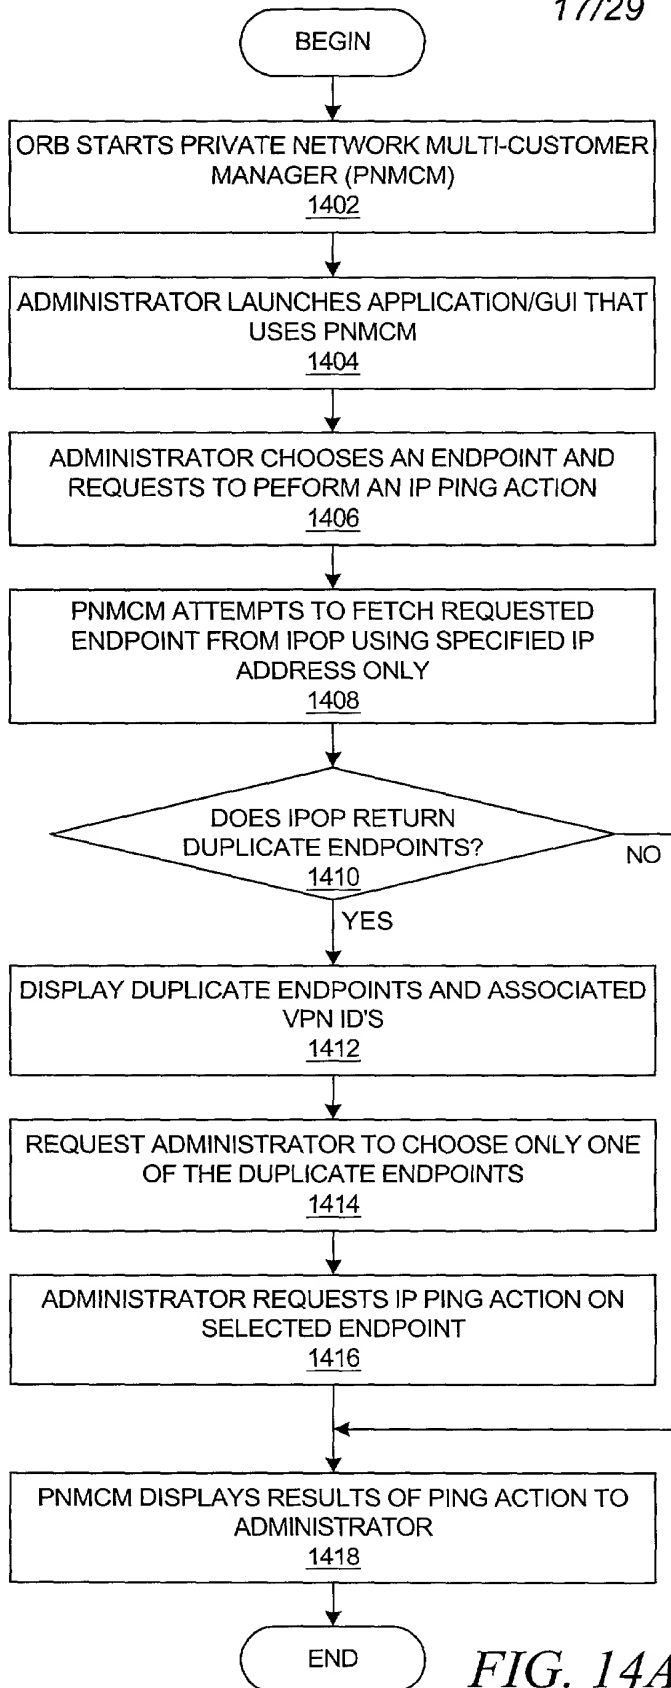 17/29
BEGIN
ORB STARTS PRIVATE NETWORK MULTI-CUSTOMER
MANAGER (PNMCM)
1402
ADMINISTRATOR LAUNCHES APPLICATION/GUI THAT
USES PNMCM
1404
ADMINISTRATOR CHOOSES AN ENDPOINT AND
REQUESTS TO PEFORM AN IP PING ACTION
1406
PNMCM ATTEMPTS TO FETCH REQUESTED
ENDPOINT FROM IPOP USING SPECIFIED IP
ADDRESS ONLY
1408
DOES IPOP RETURN
DUPLICATE ENDPOINTS?
1410
NO
YES
DISPLAY DUPLICATE ENDPOINTS AND ASSOCIATED
VPN ID'S
1412
REQUEST ADMINISTRATOR TO CHOOSE ONLY ONE
OF THE DUPLICATE ENDPOINTS
1414
ADMINISTRATOR REQUESTS IP PING ACTION ON
SELECTED ENDPOINT
1416
PNMCM DISPLAYS RESULTS OF PING ACTION TO
ADMINISTRATOR
1418
END
FIG. 14A